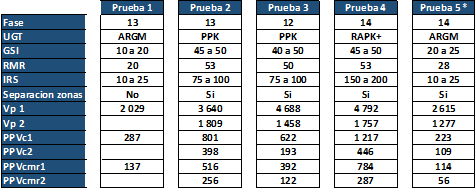 Prueba 1 Prueba 2 Prueba 3 Prueba 4 Prueba 5 *
Fase 13 13 12 14 14
UGT ARGM PPK PPK RAPK+ ARGM
GSI 10 a 20 45 a 50 40 a 50 45 a 50 20 a 25
RMR 20 53 50 53 28
IRS 10 a 25 75 a 100 75 a 100 150 a 200 10 a 25
Separacion zonas No Si Si Si Si
Vp 1 2 029 3 640 4 688 4 792 2 615
Vp 2 1 809 1 458 1 757 1 277
PPVc1 287 801 622 1 217 223
PPVc2 398 193 446 109
PPVcmr1 137 516 392 784 114
PPVcmr2 256 122 287 56